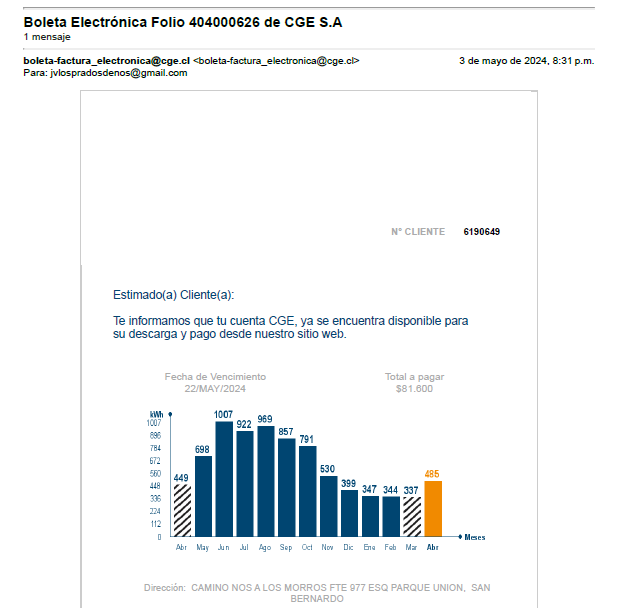 Boleta Electrónica Folio 404000626 de CGE S.A
1 mensaje
boleta-factura_electronica@cge.cl <boleta-factura_electronica@cge.cl> 3 de mayo de 2024, 8:31 p.m.
Para: jvlospradosdenos@gmail.com
N° CLIENTE 6190649
Estimado(a) Cliente(a):
Te informamos que tu cuenta CGE, ya se encuentra disponible para
su descarga y pago desde nuestro sitio web.
Fecha de Vencimiento Total a pagar
22/MAY/2024 $81.600
kWh
1007
896
784
672
560
448
336
224
112
0
449 698 1007 922 969 857 791 530 399 347 344 337 485
Abr May Jun Jul Ago Sep Oct Nov Dic Ene Feb Mar Abr
Meses
Dirección: CAMINO NOS A LOS MORROS FTE 977 ESQ PARQUE UNION, SAN
BERNARDO